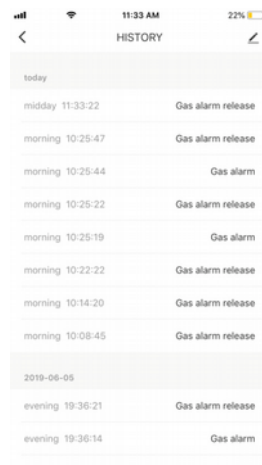 11:33 AM 22%
HISTORY
today
midday 11:33:22 Gas alarm release
morning 10:25:47 Gas alarm release
morning 10:25:44 Gas alarm
morning 10:25:22 Gas alarm release
morning 10:25:19 Gas alarm
morning 10:22:22 Gas alarm release
morning 10:14:20 Gas alarm release
morning 10:08:45 Gas alarm release
2019-06-05
evening 19:36:21 Gas alarm release
evening 19:36:14 Gas alarm